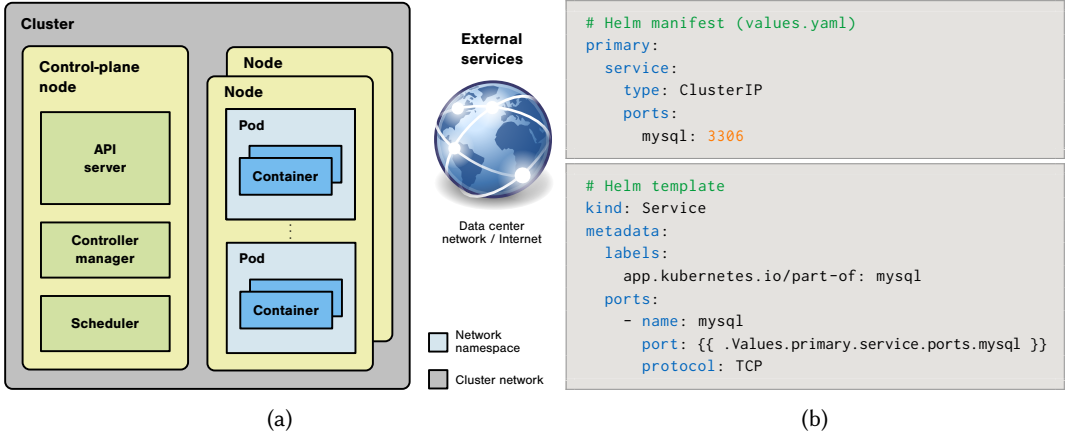 Cluster
Control-plane
node
API
server
Controller
manager
Scheduler
Node
Node
Pod
Container
⋮
Pod
Container
External
services
Data center
network / Internet
Network
namespace
Cluster network
(a)
# Helm manifest (values.yaml)
primary:
  service:
    type: ClusterIP
    ports:
      mysql: 3306
# Helm template
kind: Service
metadata:
  labels:
    app.kubernetes.io/part-of: mysql
  ports:
    - name: mysql
      port: {{ .Values.primary.service.ports.mysql }}
      protocol: TCP
(b)